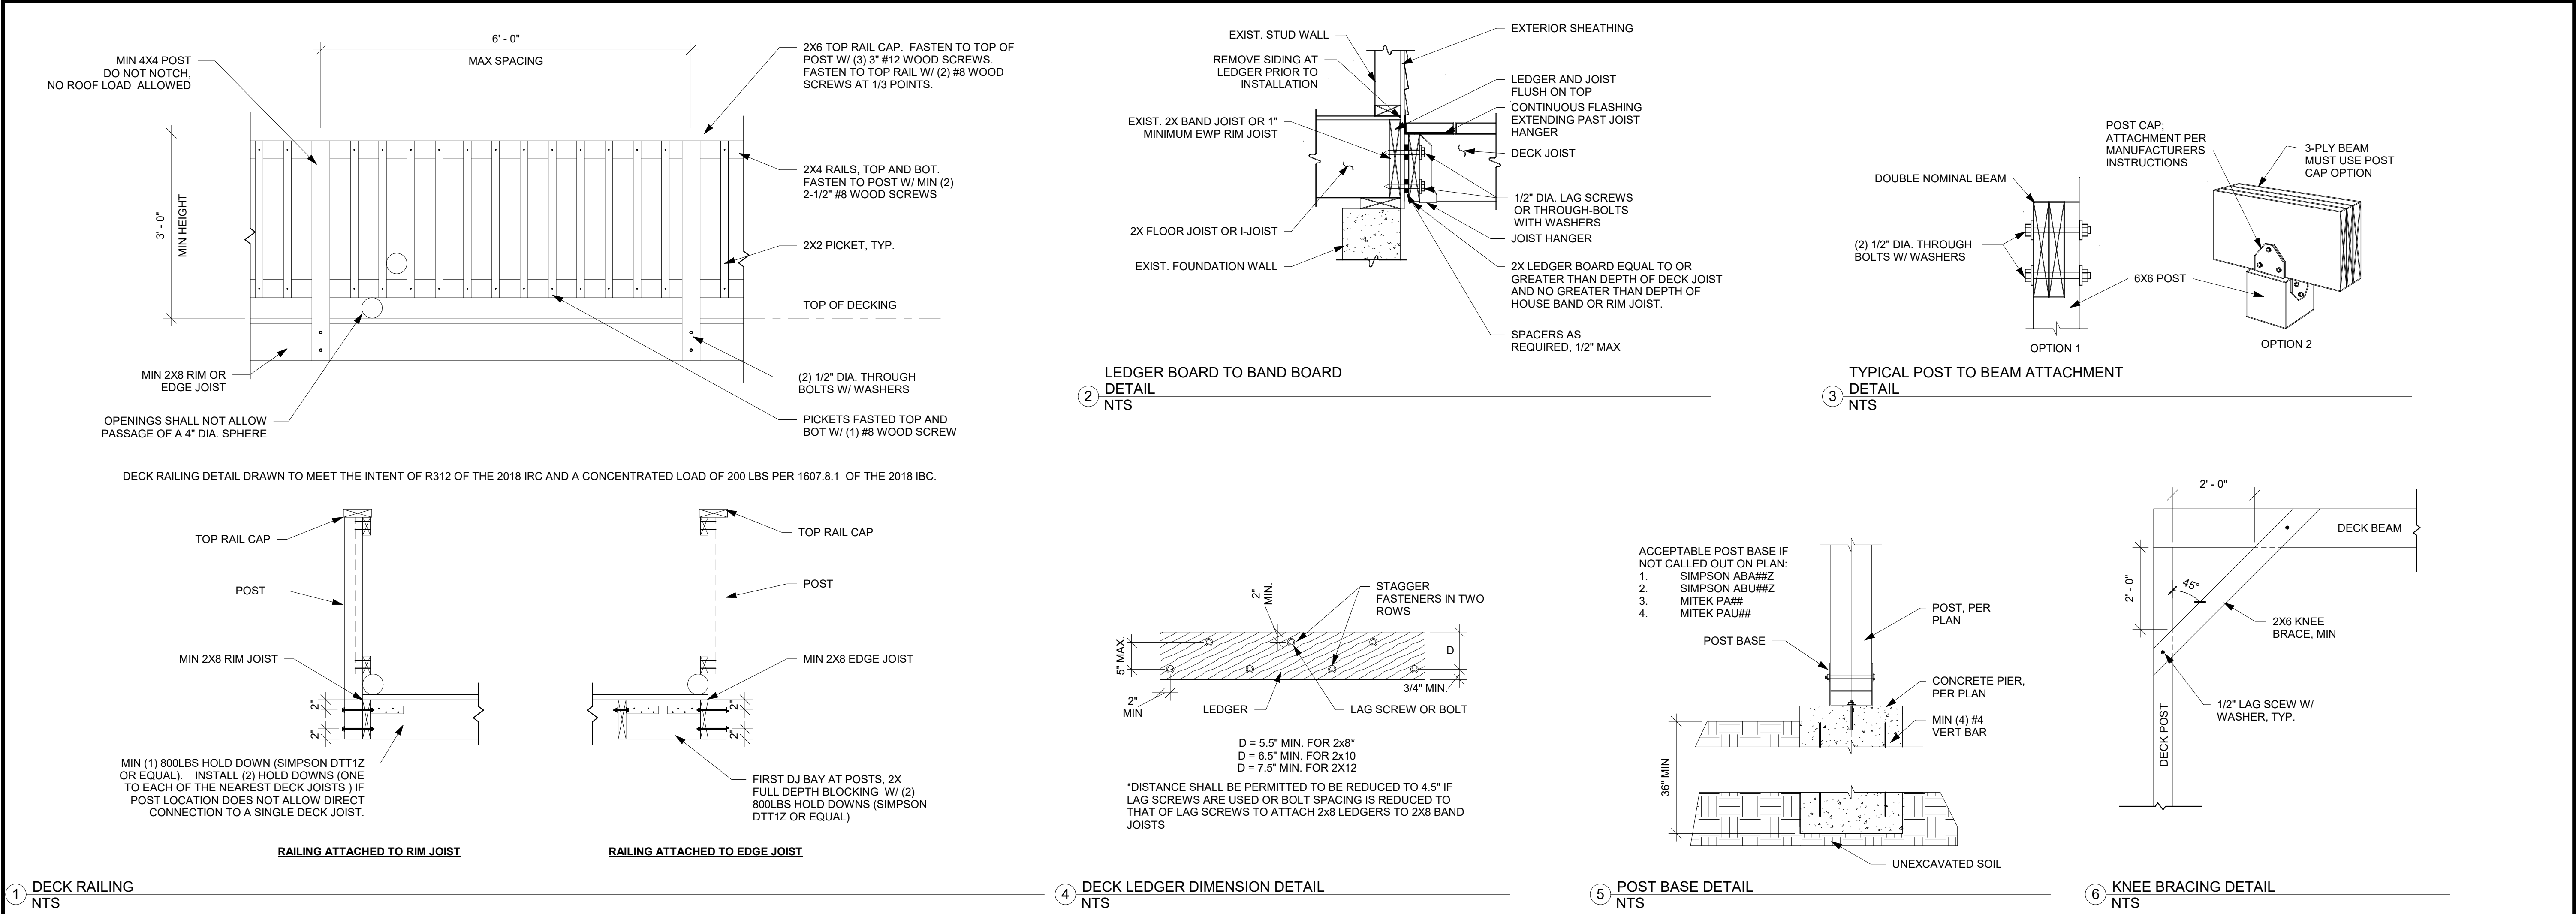 6' - 0"
MAX SPACING
MIN 4X4 POST
DO NOT NOTCH,
NO ROOF LOAD ALLOWED
2X6 TOP RAIL CAP. FASTEN TO TOP OF
POST W/ (3) 3" #12 WOOD SCREWS.
FASTEN TO TOP RAIL W/ (2) #8 WOOD
SCREWS AT 1/3 POINTS.
3' - 0"
MIN HEIGHT
2X4 RAILS, TOP AND BOT.
FASTEN TO POST W/ MIN (2)
2-1/2" #8 WOOD SCREWS
2X2 PICKET, TYP.
TOP OF DECKING
MIN 2X8 RIM OR
EDGE JOIST
(2) 1/2" DIA. THROUGH
BOLTS W/ WASHERS
OPENINGS SHALL NOT ALLOW
PASSAGE OF A 4" DIA. SPHERE
PICKETS FASTED TOP AND
BOT W/ (1) #8 WOOD SCREW
DECK RAILING DETAIL DRAWN TO MEET THE INTENT OF R312 OF THE 2018 IRC AND A CONCENTRATED LOAD OF 200 LBS PER 1607.8.1 OF THE 2018 IBC.
TOP RAIL CAP
POST
MIN 2X8 RIM JOIST
2"
2"
MIN (1) 800LBS HOLD DOWN (SIMPSON DTT1Z
OR EQUAL). INSTALL (2) HOLD DOWNS (ONE
TO EACH OF THE NEAREST DECK JOISTS ) IF
POST LOCATION DOES NOT ALLOW DIRECT
CONNECTION TO A SINGLE DECK JOIST.
RAILING ATTACHED TO RIM JOIST
TOP RAIL CAP
POST
MIN 2X8 EDGE JOIST
2"
2"
FIRST DJ BAY AT POSTS, 2X
FULL DEPTH BLOCKING W/ (2)
800LBS HOLD DOWNS (SIMPSON
DTT1Z OR EQUAL)
RAILING ATTACHED TO EDGE JOIST
1
DECK RAILING
NTS
EXIST. STUD WALL
REMOVE SIDING AT
LEDGER PRIOR TO
INSTALLATION
EXIST. 2X BAND JOIST OR 1"
MINIMUM EWP RIM JOIST
2X FLOOR JOIST OR I-JOIST
EXIST. FOUNDATION WALL
EXTERIOR SHEATHING
LEDGER AND JOIST
FLUSH ON TOP
CONTINUOUS FLASHING
EXTENDING PAST JOIST
HANGER
DECK JOIST
1/2" DIA. LAG SCREWS
OR THROUGH-BOLTS
WITH WASHERS
JOIST HANGER
2X LEDGER BOARD EQUAL TO OR
GREATER THAN DEPTH OF DECK JOIST
AND NO GREATER THAN DEPTH OF
HOUSE BAND OR RIM JOIST.
SPACERS AS
REQUIRED, 1/2" MAX
2
LEDGER BOARD TO BAND BOARD
DETAIL
NTS
DOUBLE NOMINAL BEAM
(2) 1/2" DIA. THROUGH
BOLTS W/ WASHERS
POST CAP;
ATTACHMENT PER
MANUFACTURERS
INSTRUCTIONS
3-PLY BEAM
MUST USE POST
CAP OPTION
6X6 POST
OPTION 1
OPTION 2
3
TYPICAL POST TO BEAM ATTACHMENT
DETAIL
NTS
2"
MIN.
STAGGER
FASTENERS IN TWO
ROWS
5" MAX.
D
3/4" MIN.
2"
MIN
LEDGER
LAG SCREW OR BOLT
D = 5.5" MIN. FOR 2x8*
D = 6.5" MIN. FOR 2x10
D = 7.5" MIN. FOR 2X12
*DISTANCE SHALL BE PERMITTED TO BE REDUCED TO 4.5" IF
LAG SCREWS ARE USED OR BOLT SPACING IS REDUCED TO
THAT OF LAG SCREWS TO ATTACH 2x8 LEDGERS TO 2X8 BAND
JOISTS
4
DECK LEDGER DIMENSION DETAIL
NTS
ACCEPTABLE POST BASE IF
NOT CALLED OUT ON PLAN:
1. SIMPSON ABA##Z
2. SIMPSON ABU##Z
3. MITEK PA##
4. MITEK PAU##
POST BASE
POST, PER
PLAN
CONCRETE PIER,
PER PLAN
MIN (4) #4
VERT BAR
36" MIN
UNEXCAVATED SOIL
5
POST BASE DETAIL
NTS
2' - 0"
DECK BEAM
2' - 0"
45°
2X6 KNEE
BRACE, MIN
1/2" LAG SCEW W/
WASHER, TYP.
DECK POST
6
KNEE BRACING DETAIL
NTS